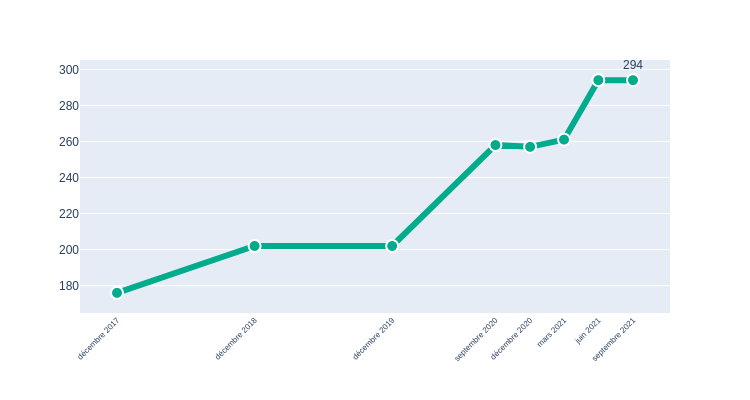 294
300
280
260
240
220
200
180
décembre 2017
décembre 2018
décembre 2019
septembre 2020
décembre 2020
mars 2021
juin 2021
septembre 2021